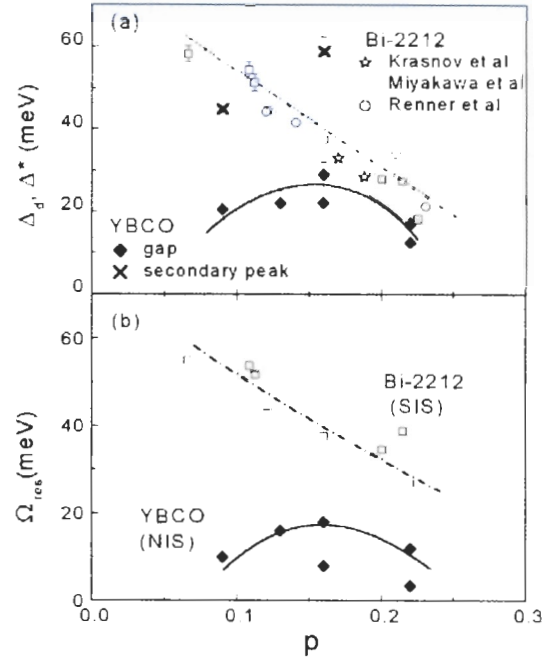 (a)
Bi-2212
Krasnov et al
Miyakawa et al
Renner et al
60
40
20
0
Δd, Δ* (meV)
YBCO
gap
secondary peak
(b)
60
40
20
0
Ωres(meV)
Bi-2212
(SIS)
YBCO
(NIS)
0.0 0.1 0.2 0.3
p